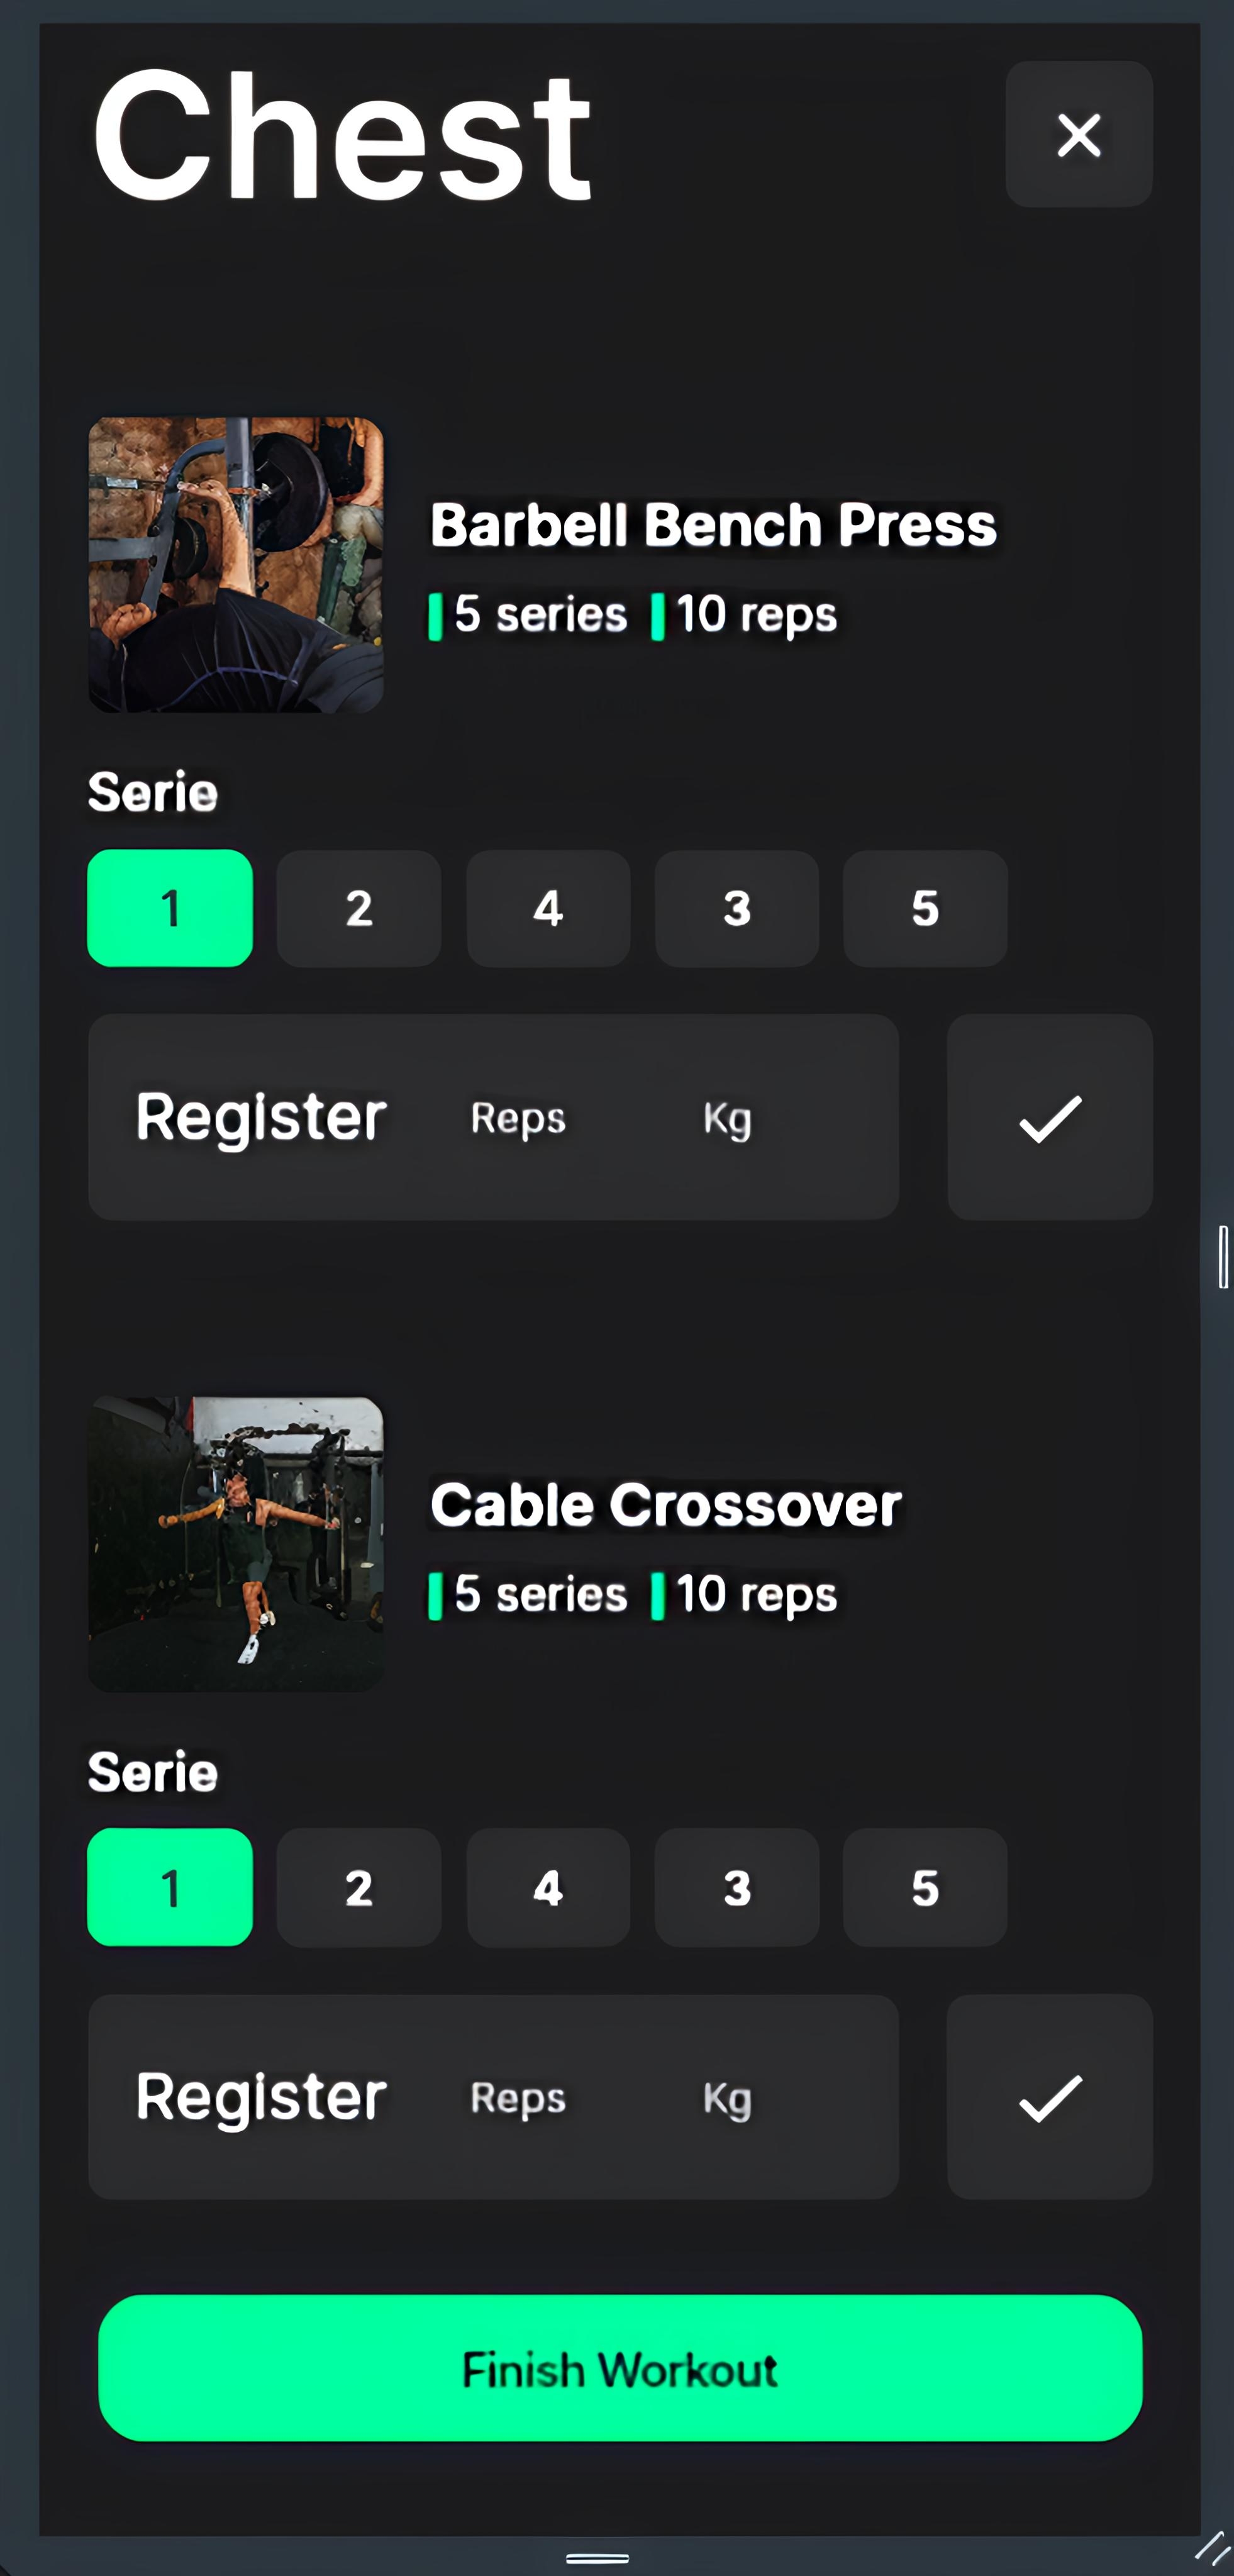 Chest
Barbell Bench Press
5 series 10 reps
Serie
1 2 4 3 5
Register Reps Kg
Cable Crossover
5 series 10 reps
Serie
1 2 4 3 5
Register Reps Kg
Finish Workout